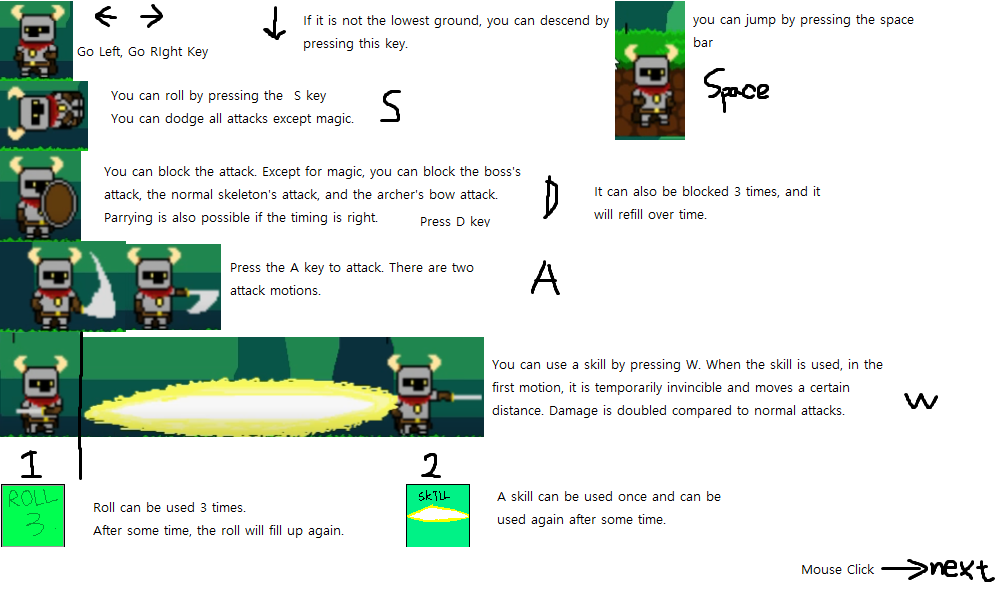 Go Left, Go RIght Key
If it is not the lowest ground, you can descend by
pressing this key.
you can jump by pressing the space
bar
Space
You can roll by pressing the S key
You can dodge all attacks except magic.
S
You can block the attack. Except for magic, you can block the boss's
attack, the normal skeleton's attack, and the archer's bow attack.
Parrying is also possible if the timing is right.
Press D key
D
It can also be blocked 3 times, and it
will refill over time.
Press the A key to attack. There are two
attack motions.
A
You can use a skill by pressing W. When the skill is used, in the
first motion, it is temporarily invincible and moves a certain
distance. Damage is doubled compared to normal attacks.
W
1
2
ROLL
3
Roll can be used 3 times.
After some time, the roll will fill up again.
SKILL
A skill can be used once and can be
used again after some time.
Mouse Click
next